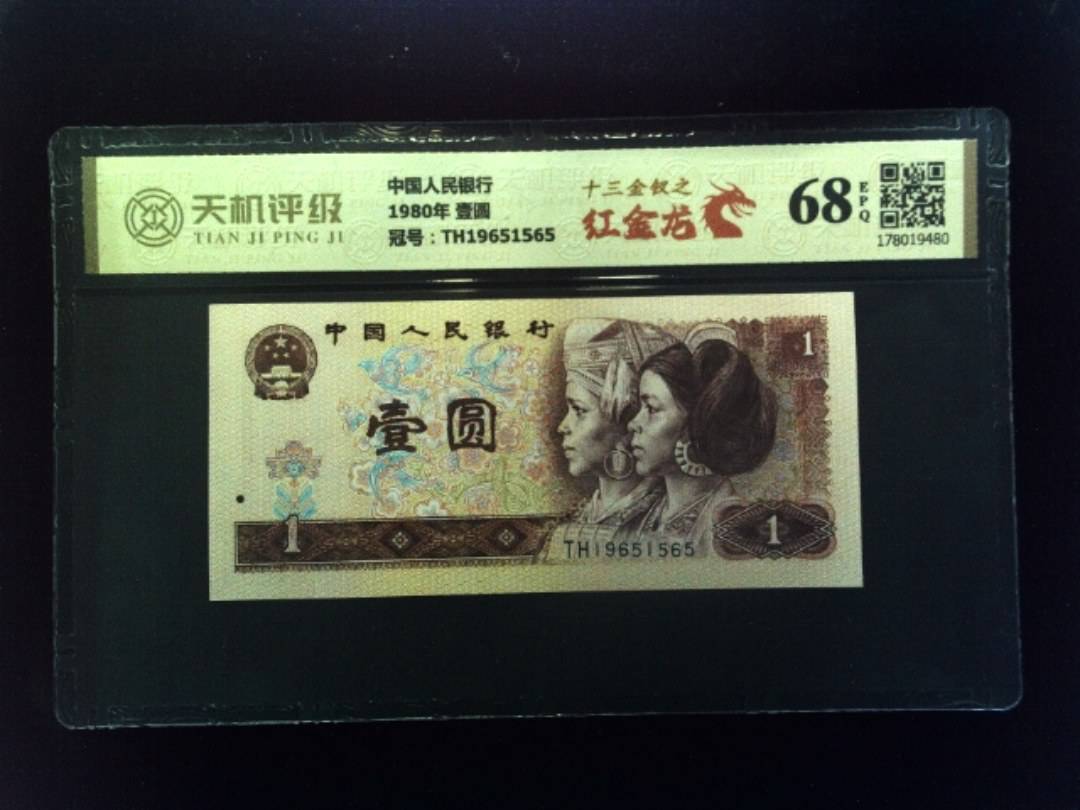 天机评级
TIAN JI PING JI
中国人民银行
1980年 壹圆
冠号：TH19651565
十三金钗之
红金龙
68
EPQ
178019480
中国人民银行
壹圆
1
1
TH19651565
1